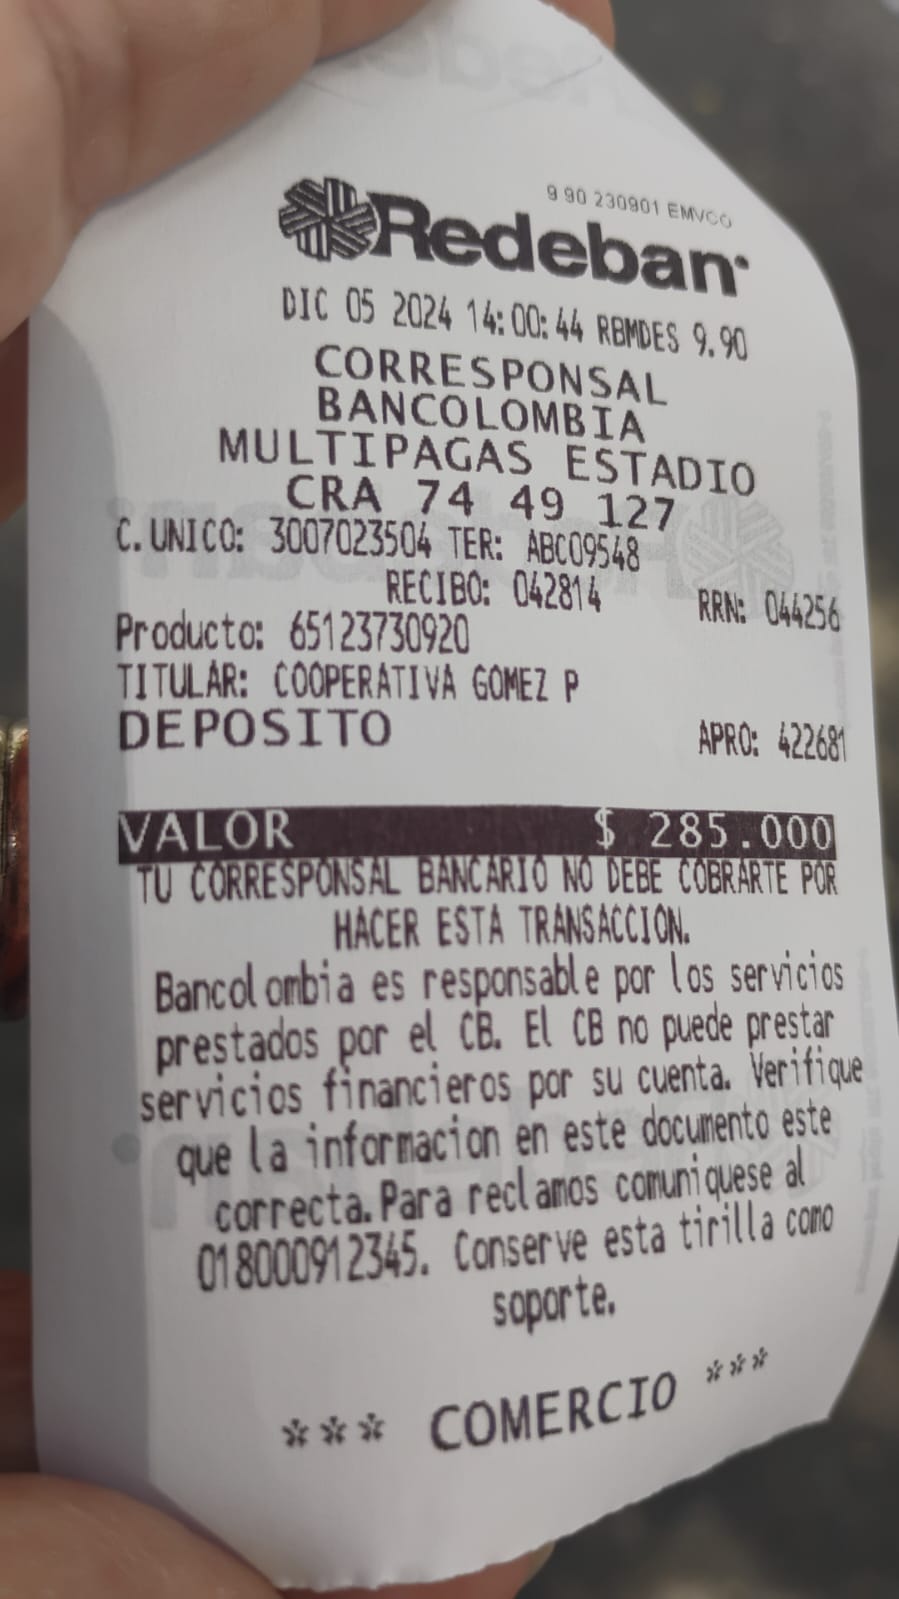 9 90 230901 EMVCO
Redeban
DIC 05 2024 14:00:44 RBMDES 9.90
CORRESPONSAL
BANCOLOMBIA
MULTIPAGAS ESTADIO
CRA 74 49 127
C. UNICO: 3007023504 TER: ABC09548
RECIBO: 042814 RRN: 044256
Producto: 65123730920
TITULAR: COOPERATIVA GOMEZ P
DEPOSITO APRO: 422681
VALOR $ 285.000
TU CORRESPONSAL BANCARIO NO DEBE COBRARTE POR
HACER ESTA TRANSACCION.
Bancolombia es responsable por los servicios
prestados por el CB. El CB no puede prestar
servicios financieros por su cuenta. Verifique
que la informacion en este documento este
correcta. Para reclamos comuniquese al
018000912345. Conserve esta tirilla como
soporte.
*** COMERCIO ***